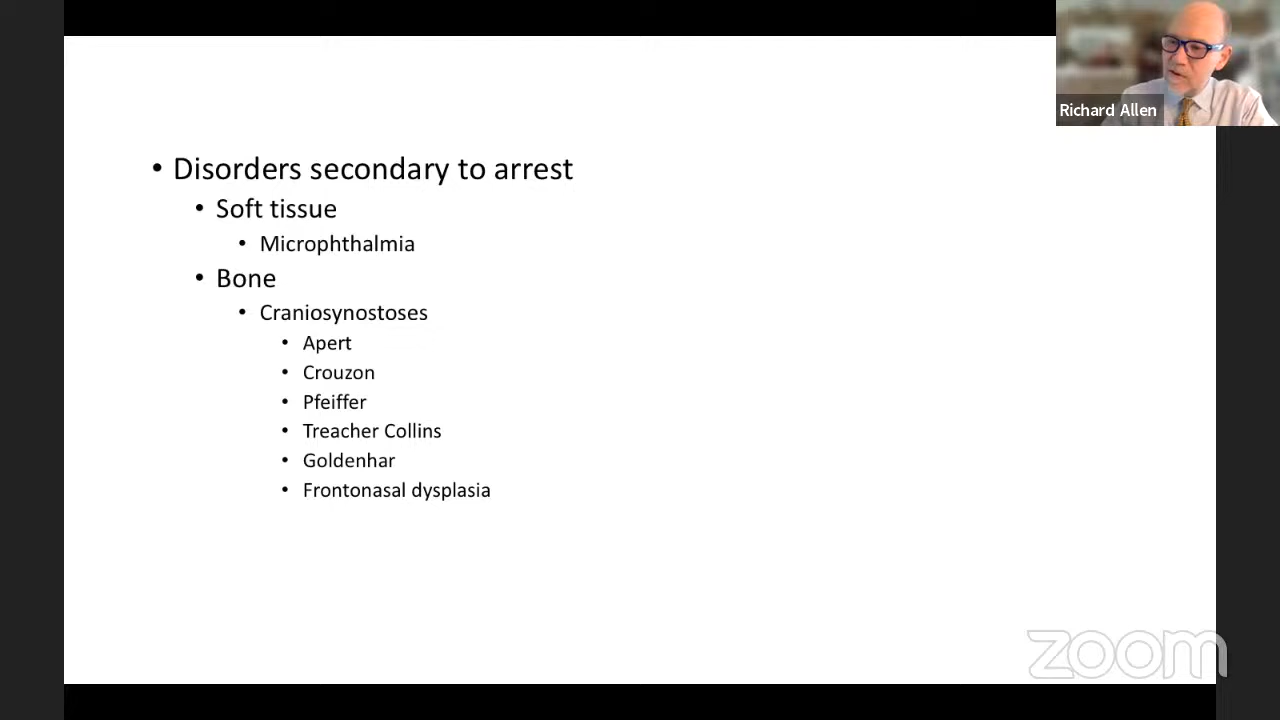 Richard Allen
• Disorders secondary to arrest
• Soft tissue
• Microphthalmia
• Bone
• Craniosynostoses
• Apert
• Crouzon
• Pfeiffer
• Treacher Collins
• Goldenhar
• Frontonasal dysplasia
zoom